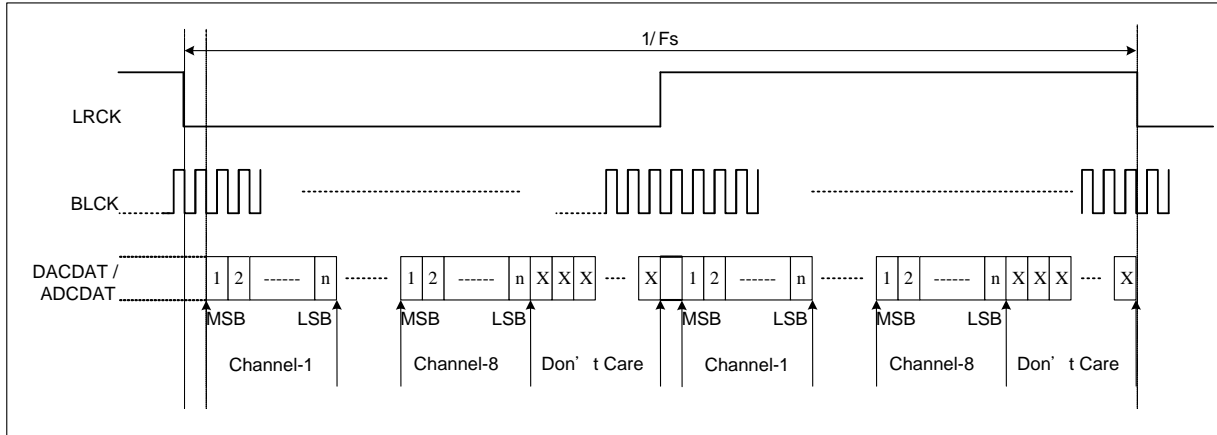 1/ Fs
LRCK
BLCK
DACDAT /
ADCDAT
1 2 ------ n 1 2 ------ n X X X X 1 2 ------ n 1 2 ------ n X X X X
MSB LSB MSB LSB MSB LSB MSB LSB
Channel-1 Channel-8 Don' t Care Channel-1 Channel-8 Don' t Care